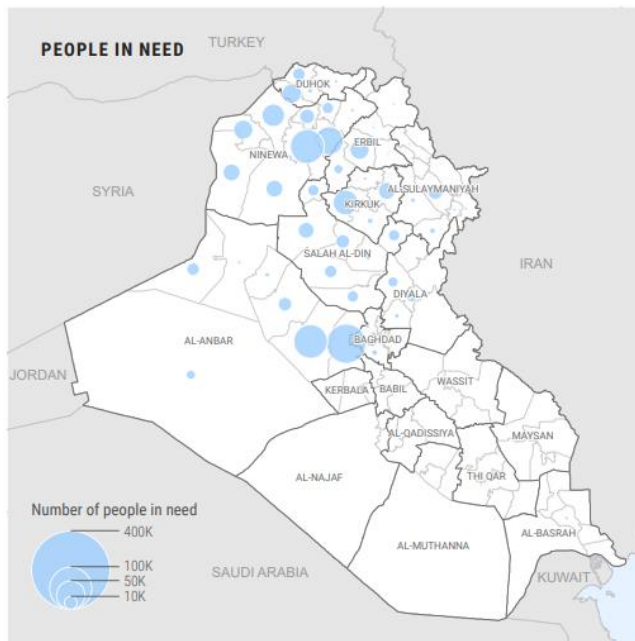 PEOPLE IN NEED
TURKEY
DUHOK
NINEWA
ERBIL
SYRIA
AL-SULAYMANIYAH
KIRKUK
SALAH AL-DIN
IRAN
DIYALA
AL-ANBAR
BAGHDAD
JORDAN
KERBALA
BABIL
WASSIT
AL-QADISSIYA
MAYSAN
AL-NAJAF
THI QAR
Number of people in need
400K
100K
50K
10K
AL-MUTHANNA
AL-BASRAH
SAUDI ARABIA
KUWAIT